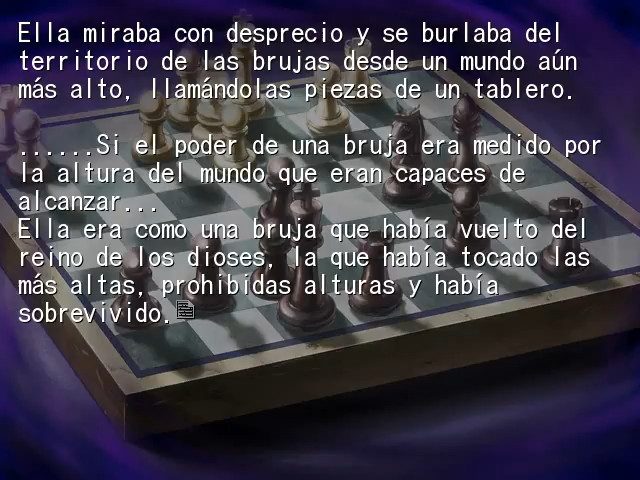 Ella miraba con desprecio y se burlaba del
territorio de las brujas desde un mundo aún
más alto, llamándolas piezas de un tablero.
......Si el poder de una bruja era medido por
la altura del mundo que eran capaces de
alcanzar...
Ella era como una bruja que había vuelto del
reino de los dioses, la que había tocado las
más altas, prohibidas alturas y había
sobrevivido.